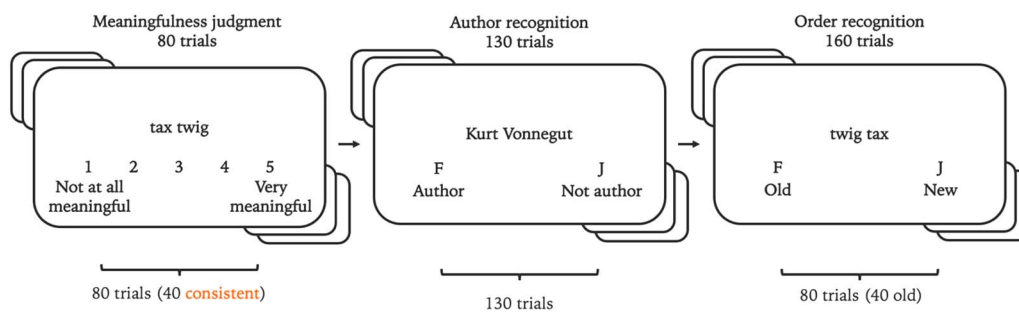 Meaningfulness judgment
80 trials
tax twig
1 2 3 4 5
Not at all meaningful
Very meaningful
80 trials (40 consistent)
Author recognition
130 trials
Kurt Vonnegut
F J
Author Not author
130 trials
Order recognition
160 trials
twig tax
F J
Old New
80 trials (40 old)